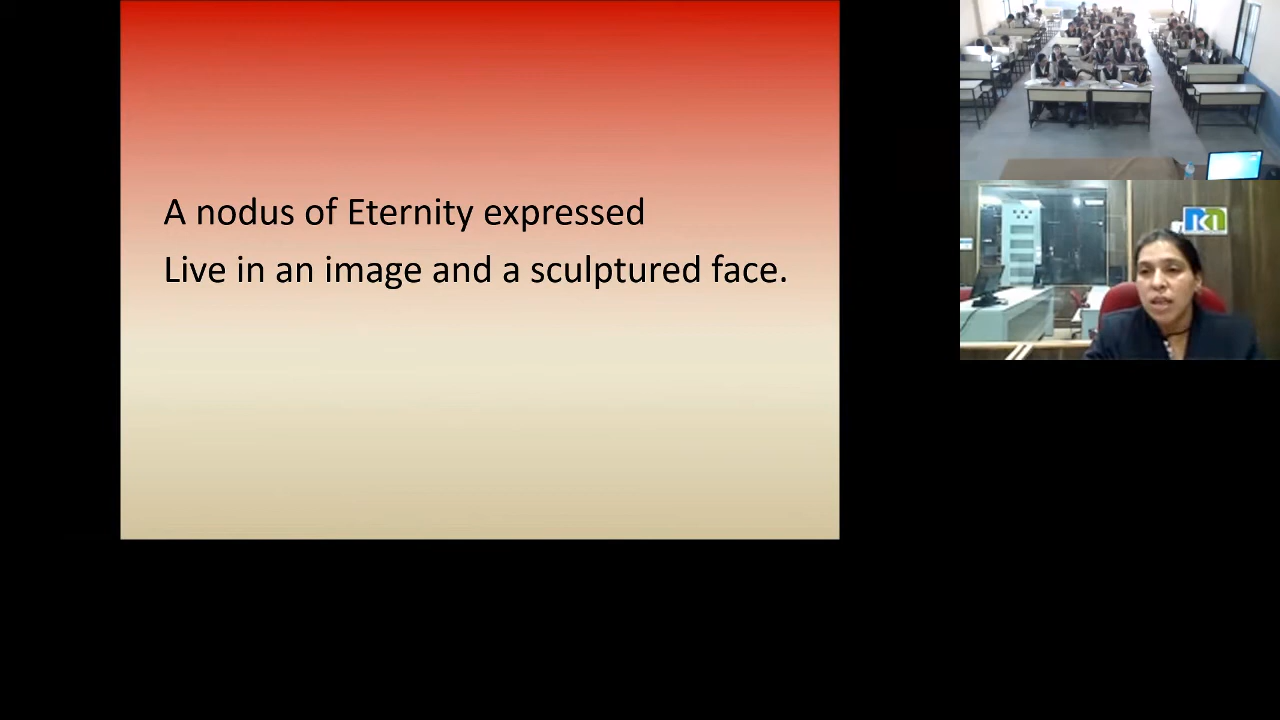 A nodus of Eternity expressed
Live in an image and a sculptured face.